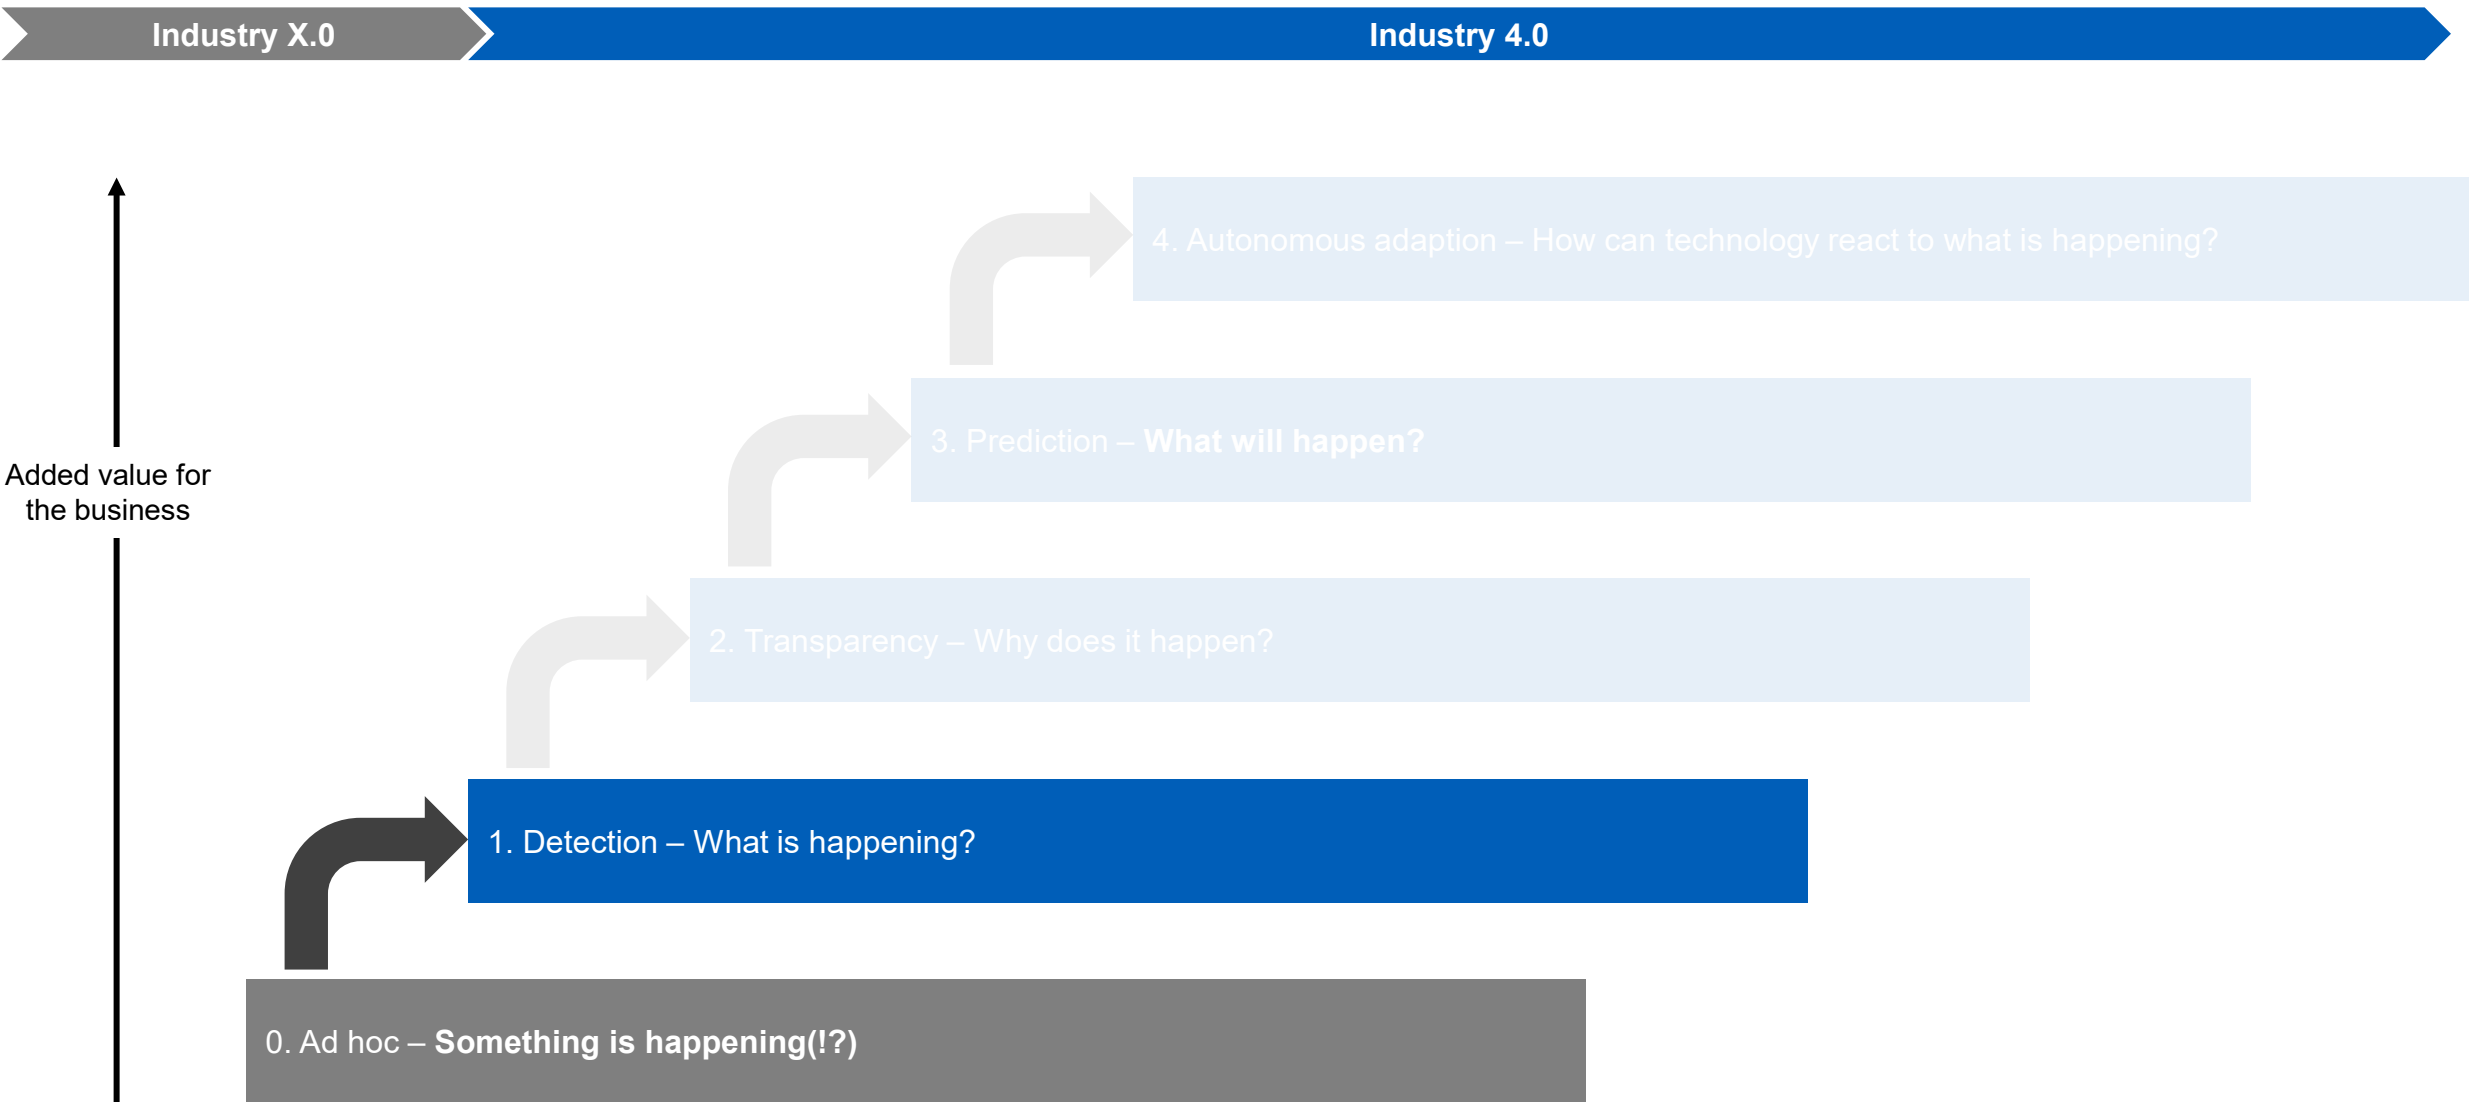 Industry X.0
Industry 4.0
4. Autonomous adaption – How can technology react to what is happening?
3. Prediction – What will happen?
Added value for
the business
2. Transparency – Why does it happen?
1. Detection – What is happening?
0. Ad hoc – Something is happening(!?)